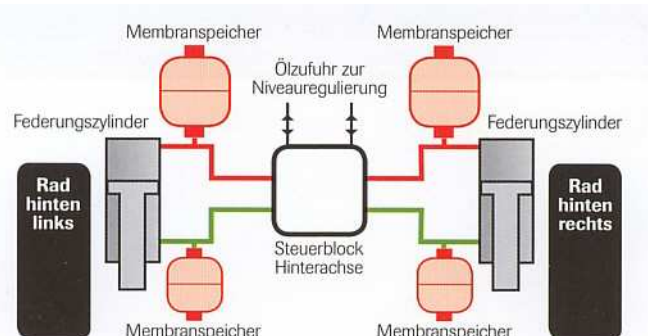 Membranspeicher
Membranspeicher
Ölzufuhr zur
Niveauregulierung
Federungszylinder
Federungszylinder
Rad
hinten
links
Rad
hinten
rechts
Steuerblock
Hinterachse
Membranspeicher
Membranspeicher